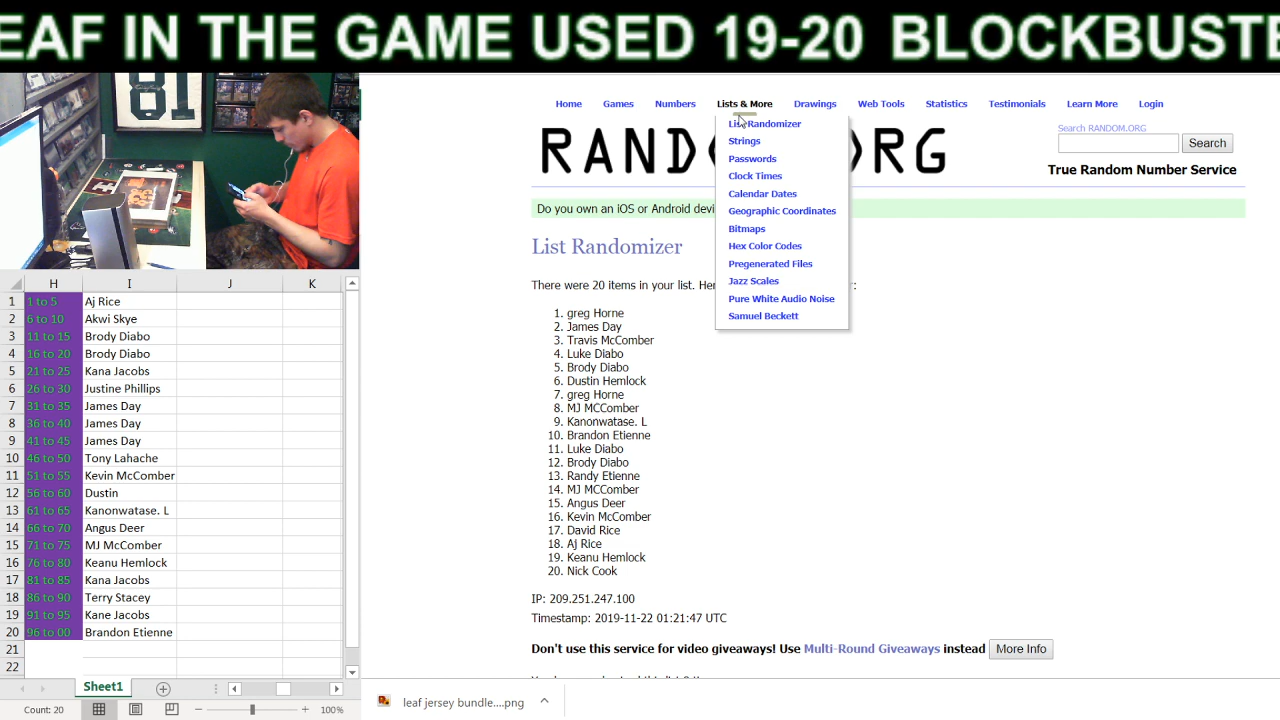 EAF IN THE GAME USED 19-20 BLOCKBUSTE
81
Home Games Numbers Lists & More Drawings Web Tools Statistics Testimonials Learn More Login
Search RANDOM.ORG
Search
True Random Number Service
List Randomizer
Strings
Passwords
Clock Times
Calendar Dates
Geographic Coordinates
Bitmaps
Hex Color Codes
Pregenerated Files
Jazz Scales
Pure White Audio Noise
Samuel Beckett
RAND RG
Do you own an iOS or Android devi
List Randomizer
There were 20 items in your list. Her
r:
1. greg Horne
2. James Day
3. Travis McComber
4. Luke Diabo
5. Brody Diabo
6. Dustin Hemlock
7. greg Horne
8. MJ MCComber
9. Kanonwatase. L
10. Brandon Etienne
11. Luke Diabo
12. Brody Diabo
13. Randy Etienne
14. MJ MCComber
15. Angus Deer
16. Kevin McComber
17. David Rice
18. Aj Rice
19. Keanu Hemlock
20. Nick Cook
IP: 209.251.247.100
Timestamp: 2019-11-22 01:21:47 UTC
Don't use this service for video giveaways! Use Multi-Round Giveaways instead More Info
H I J K
1 1 to 5 Aj Rice
2 6 to 10 Akwi Skye
3 11 to 15 Brody Diabo
4 16 to 20 Brody Diabo
5 21 to 25 Kana Jacobs
6 26 to 30 Justine Phillips
7 31 to 35 James Day
8 36 to 40 James Day
9 41 to 45 James Day
10 46 to 50 Tony Lahache
11 51 to 55 Kevin McComber
12 56 to 60 Dustin
13 61 to 65 Kanonwatase. L
14 66 to 70 Angus Deer
15 71 to 75 MJ McComber
16 76 to 80 Keanu Hemlock
17 81 to 85 Kana Jacobs
18 86 to 90 Terry Stacey
19 91 to 95 Kane Jacobs
20 96 to 00 Brandon Etienne
21
22
Sheet1
Count: 20
100%
leaf jersey bundle....png